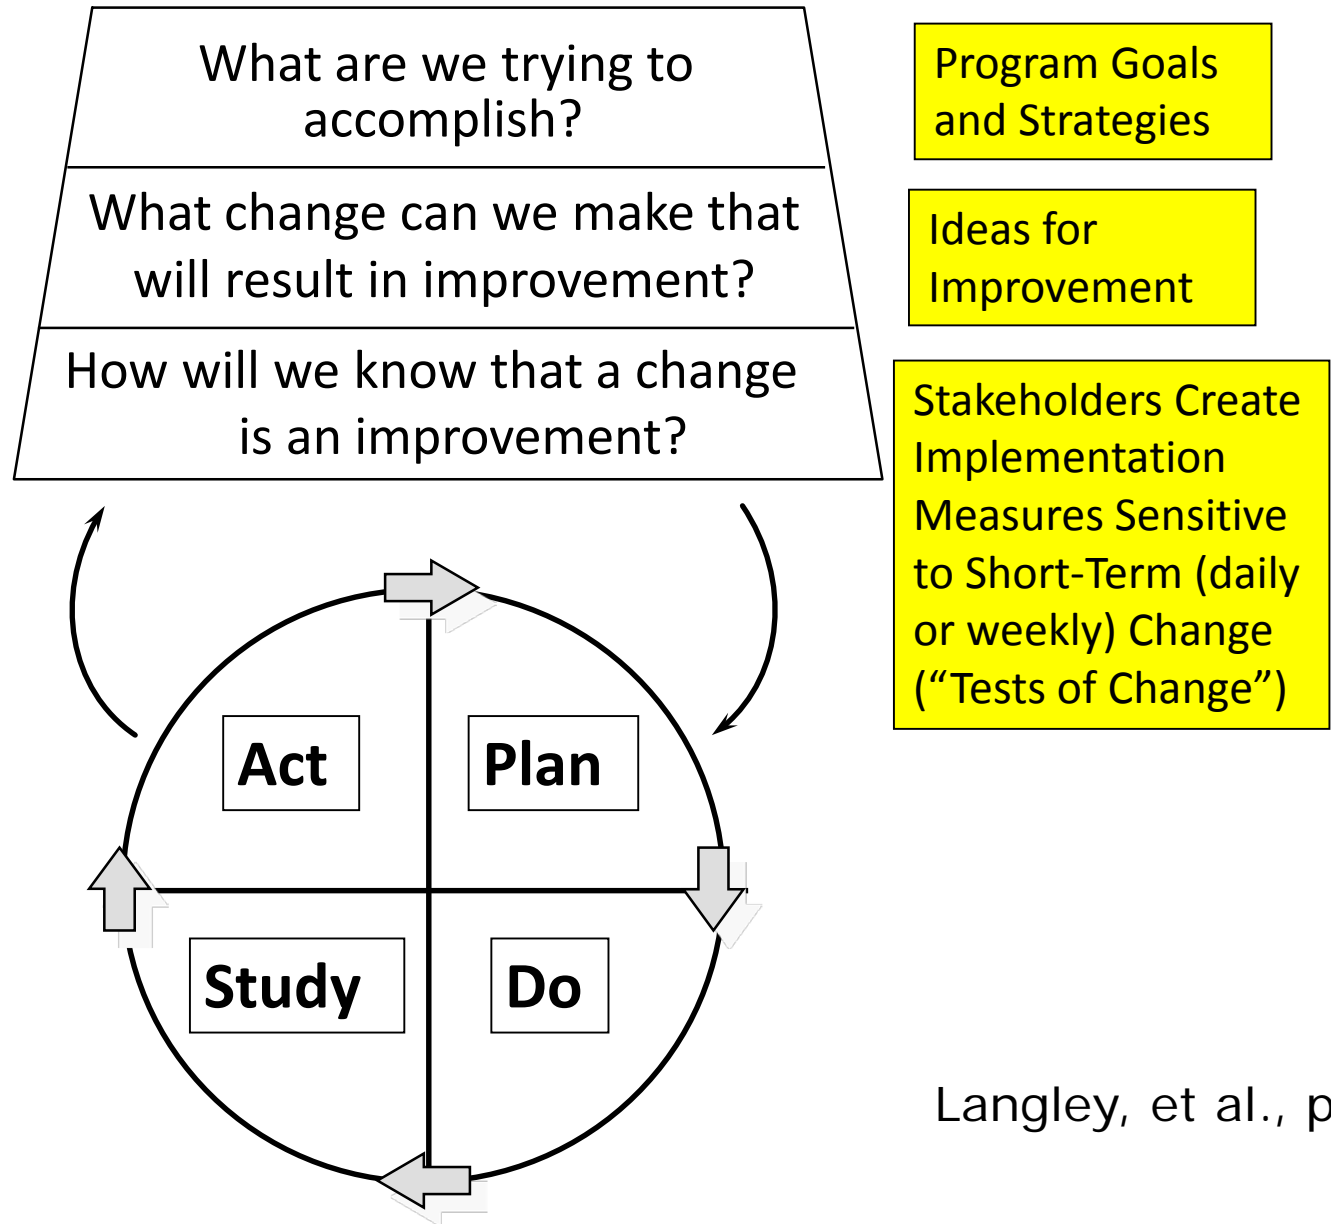 What are we trying to
accomplish?
Program Goals
and Strategies
What change can we make that
will result in improvement?
Ideas for
Improvement
How will we know that a change
is an improvement?
Stakeholders Create
Implementation
Measures Sensitive
to Short-Term (daily
or weekly) Change
(“Tests of Change”)
Act
Plan
Study
Do
Langley, et al., p